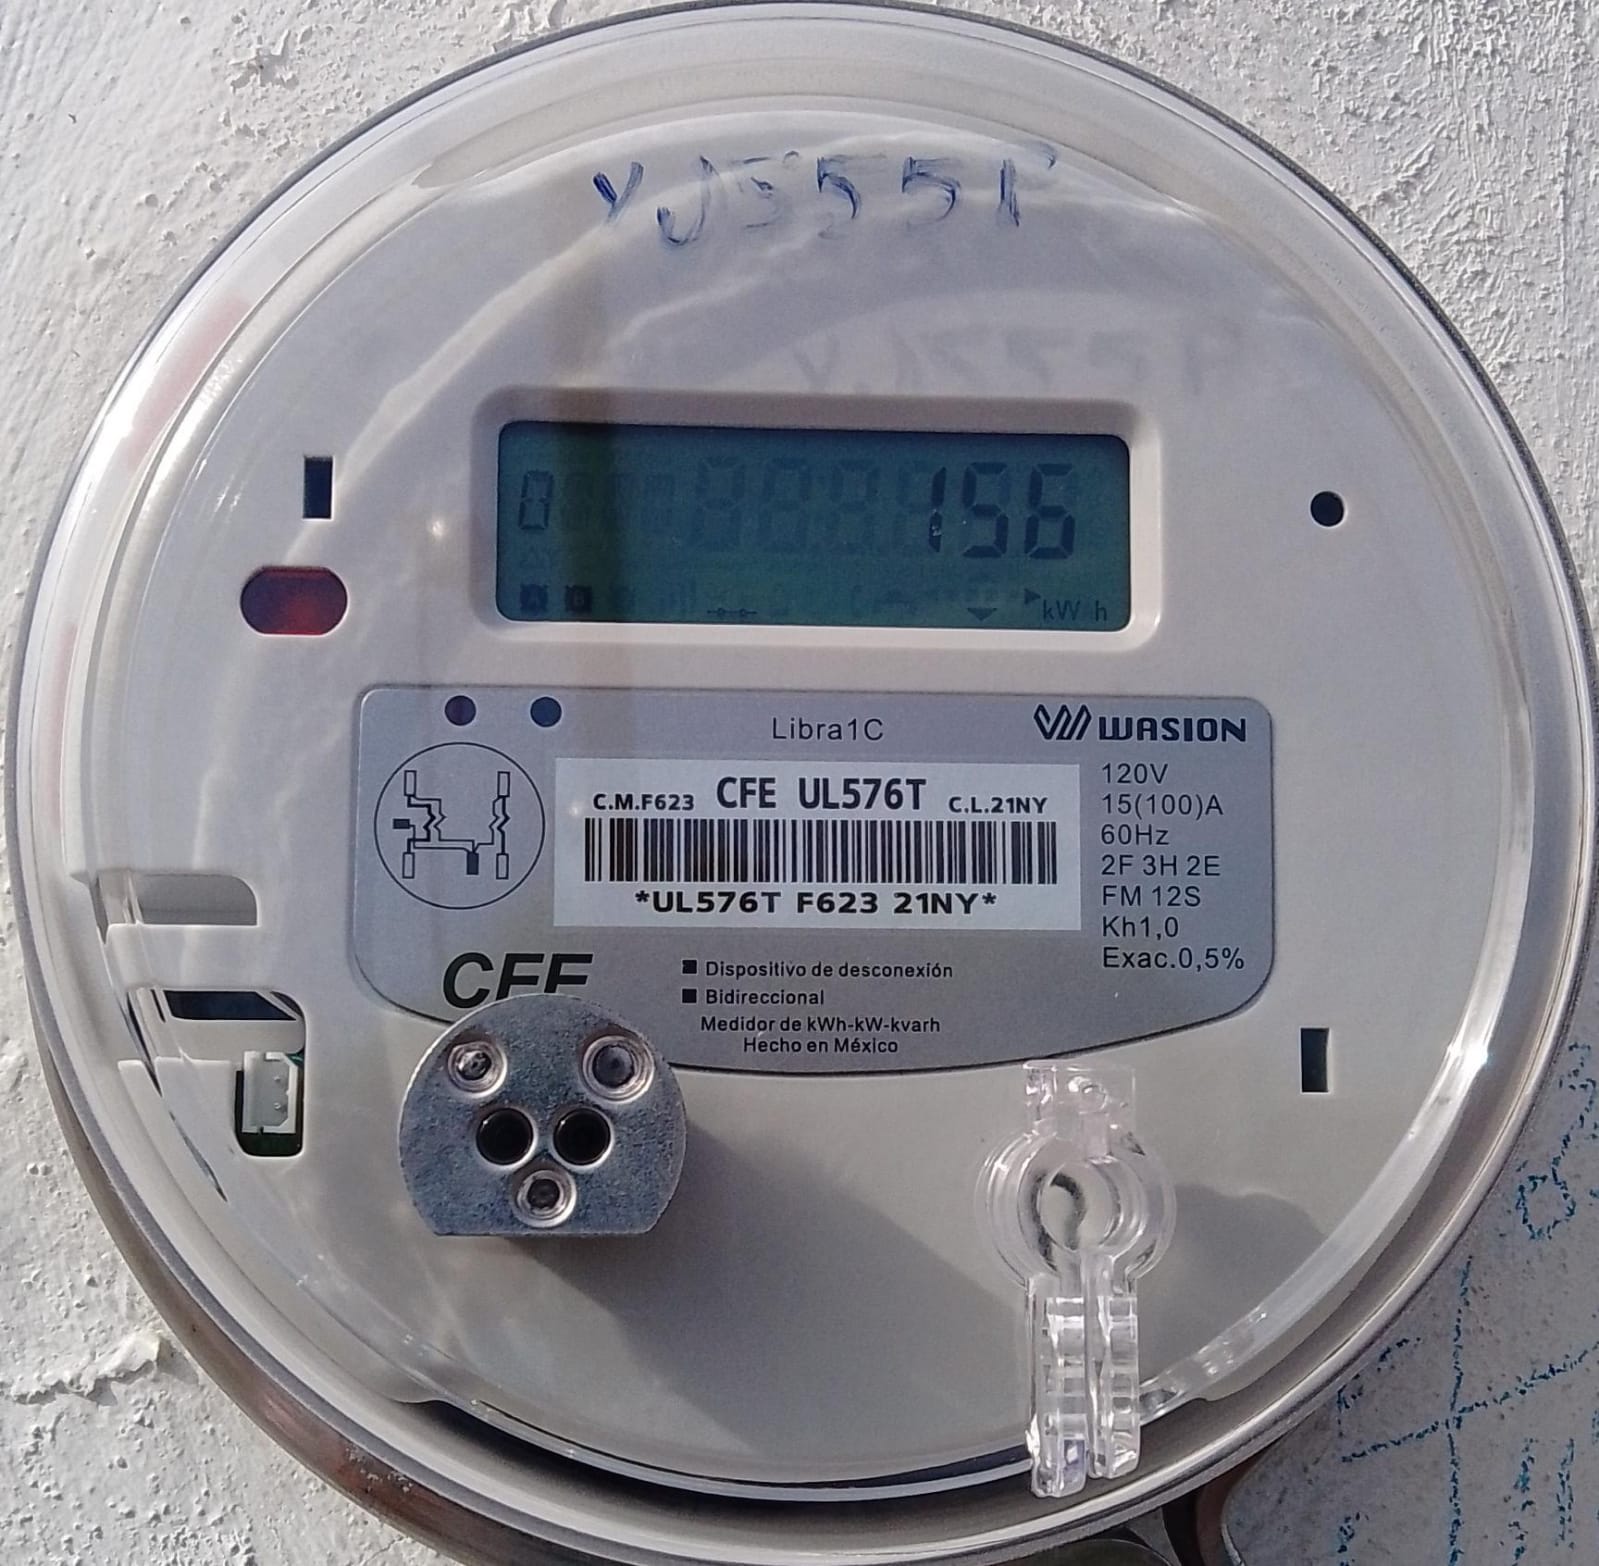 YJ555P
0 156
kW h
Libra1C
WASION
C.M.F623 CFE UL576T C.L.21NY
*UL576T F623 21NY*
120V
15(100)A
60Hz
2F 3H 2E
FM 12S
Kh1,0
Exac.0,5%
CFE
Dispositivo de desconexión
Bidireccional
Medidor de kWh-kW-kvarh
Hecho en México